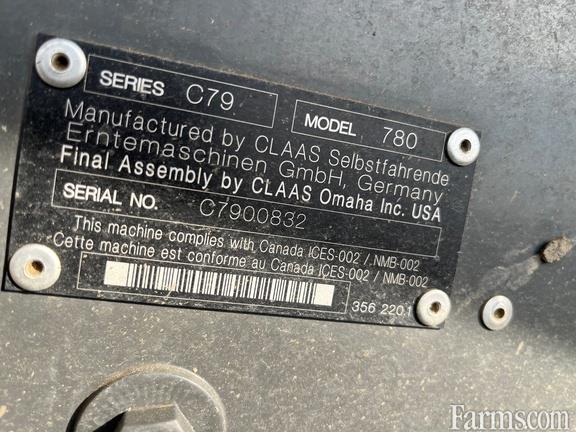 SERIES C79
MODEL 780
Manufactured by CLAAS Selbstfahrende
Erntemaschinen GmbH, Germany
Final Assembly by CLAAS Omaha Inc. USA
SERIAL NO. C7900832
This machine complies with Canada ICES-002 / NMB-002
Cette machine est conforme au Canada ICES-002 / NMB-002
356 220.1
Farms.com